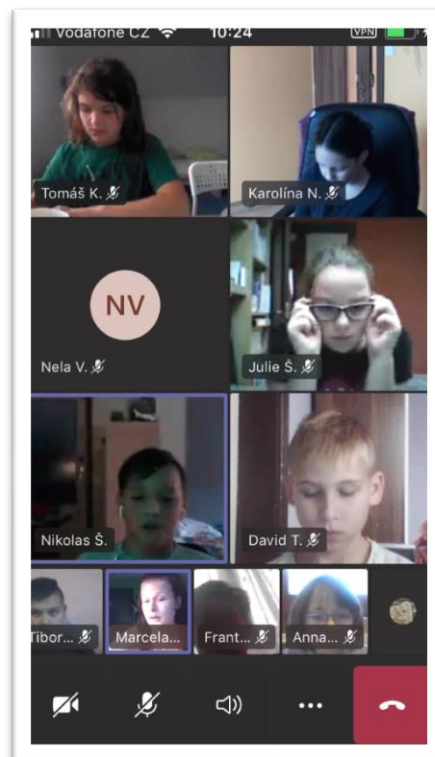 Vodafone CZ 10:24 VPN
Tomáš K.
Karolína N.
NV
Nela V.
Julie Š.
Nikolas Š.
David T.
Tibor...
Marcela...
Frant...
Anna...